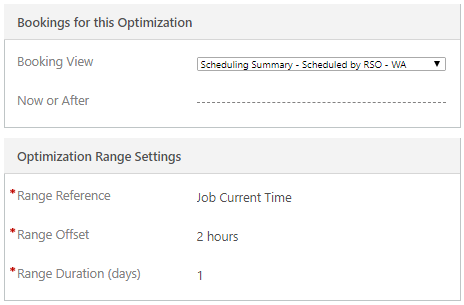 Bookings for this Optimization
Booking View Scheduling Summary - Scheduled by RSO - WA
Now or After
Optimization Range Settings
*Range Reference Job Current Time
*Range Offset 2 hours
*Range Duration (days) 1